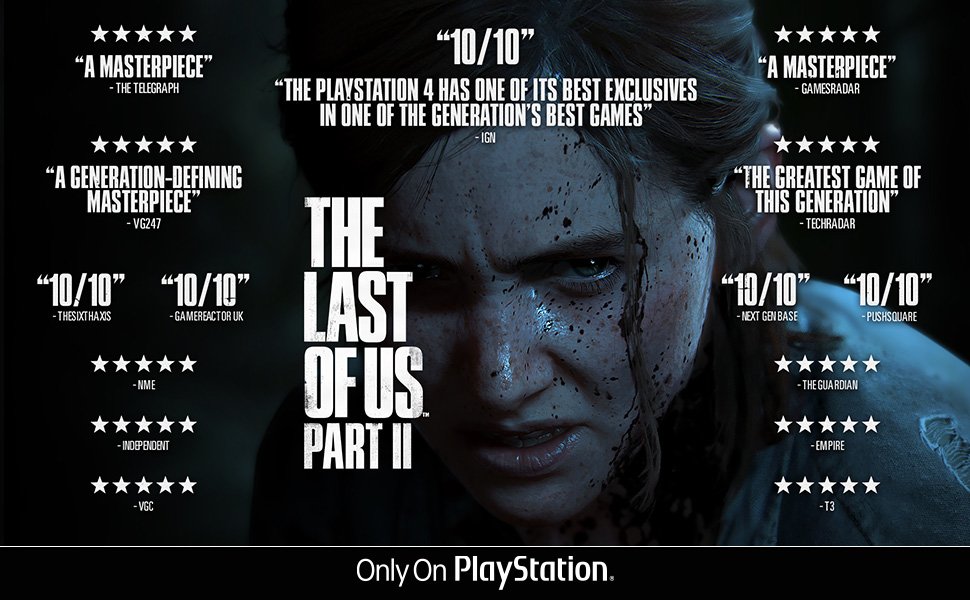 ★★★★★
“A MASTERPIECE”
- THE TELEGRAPH
★★★★★
“A GENERATION-DEFINING
MASTERPIECE”
- VG247
“10/10”
- THESIXTHAXIS
“10/10”
- GAMEREACTOR UK
★★★★★
- NME
★★★★★
- INDEPENDENT
★★★★★
- VGC
“10/10”
“THE PLAYSTATION 4 HAS ONE OF ITS BEST EXCLUSIVES
IN ONE OF THE GENERATION’S BEST GAMES”
- IGN
THE
LAST
OF US™
PART II
★★★★★
“A MASTERPIECE”
- GAMESRADAR
★★★★★
“THE GREATEST GAME OF
THIS GENERATION”
- TECHRADAR
“10/10”
- NEXT GEN BASE
“10/10”
- PUSHSQUARE
★★★★★
- THE GUARDIAN
★★★★★
- EMPIRE
★★★★★
- T3
Only On PlayStation®